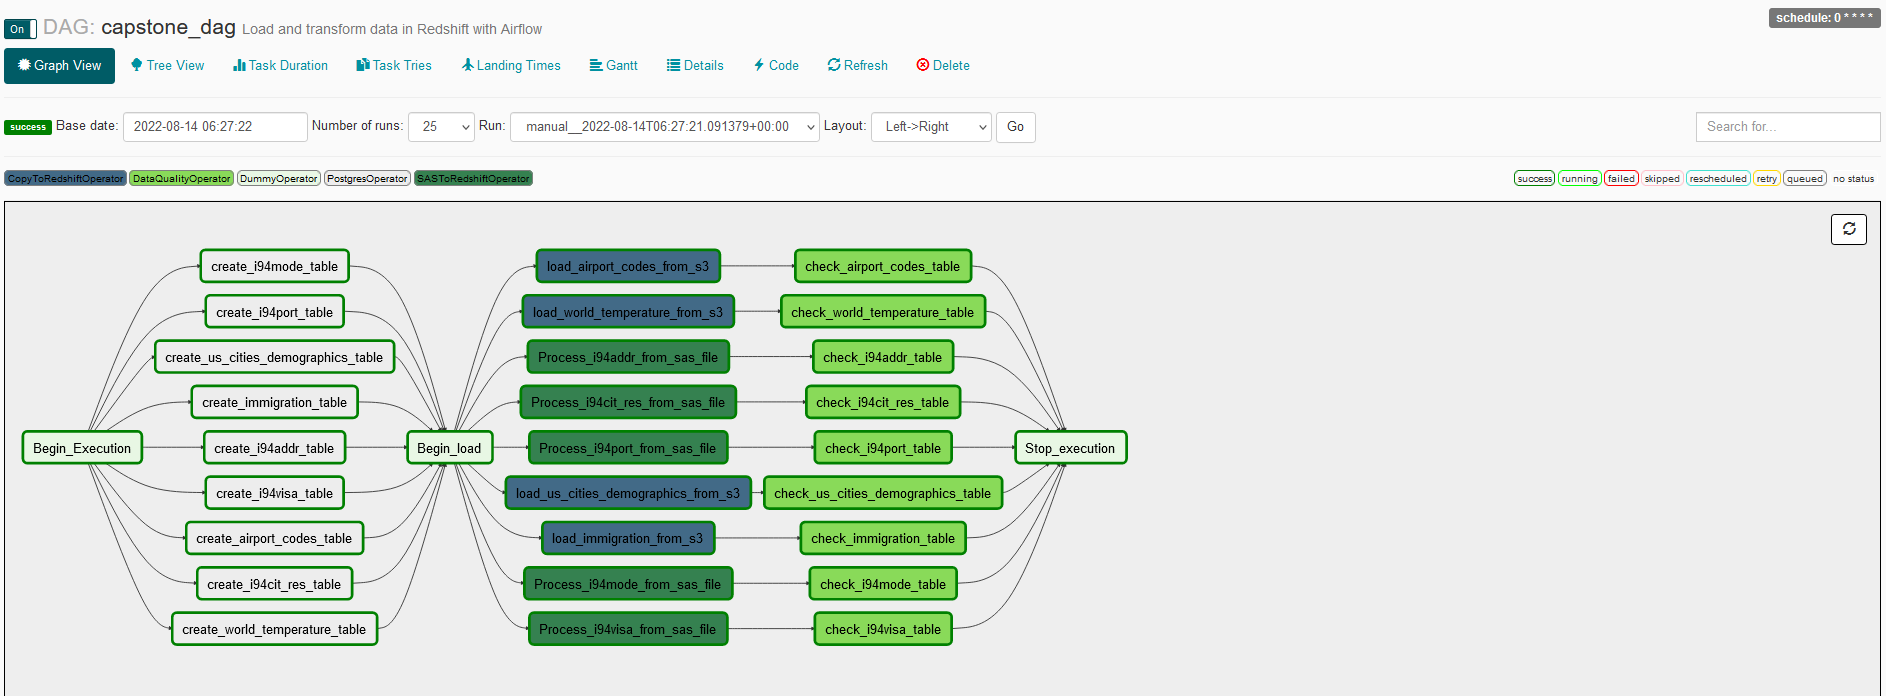 On DAG: capstone_dag Load and transform data in Redshift with Airflow schedule: 0 * * * *
Graph View Tree View Task Duration Task Tries Landing Times Gantt Details Code Refresh Delete
success Base date: 2022-08-14 06:27:22 Number of runs: 25 Run: manual__2022-08-14T06:27:21.091379+00:00 Layout: Left->Right Go Search for...
CopyToRedshiftOperator DataQualityOperator DummyOperator PostgresOperator SASToRedshiftOperator success running failed skipped rescheduled retry queued no status
create_i94mode_table load_airport_codes_from_s3 check_airport_codes_table
create_i94port_table load_world_temperature_from_s3 check_world_temperature_table
create_us_cities_demographics_table Process_i94addr_from_sas_file check_i94addr_table
create_immigration_table Process_i94cit_res_from_sas_file check_i94cit_res_table
Begin_Execution create_i94addr_table Begin_load Process_i94port_from_sas_file check_i94port_table Stop_execution
create_i94visa_table load_us_cities_demographics_from_s3 check_us_cities_demographics_table
create_airport_codes_table load_immigration_from_s3 check_immigration_table
create_i94cit_res_table Process_i94mode_from_sas_file check_i94mode_table
create_world_temperature_table Process_i94visa_from_sas_file check_i94visa_table